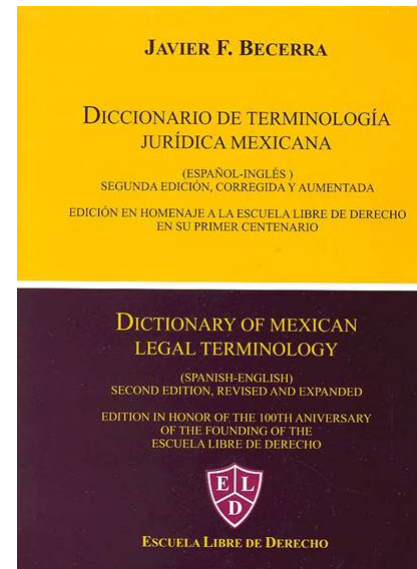 JAVIER F. BECERRA
DICCIONARIO DE TERMINOLOGÍA
JURÍDICA MEXICANA
(ESPAÑOL-INGLÉS )
SEGUNDA EDICIÓN, CORREGIDA Y AUMENTADA
EDICIÓN EN HOMENAJE A LA ESCUELA LIBRE DE DERECHO
EN SU PRIMER CENTENARIO
DICTIONARY OF MEXICAN
LEGAL TERMINOLOGY
(SPANISH-ENGLISH)
SECOND EDITION, REVISED AND EXPANDED
EDITION IN HONOR OF THE 100TH ANIVERSARY
OF THE FOUNDING OF THE
ESCUELA LIBRE DE DERECHO
E L
D
ESCUELA LIBRE DE DERECHO